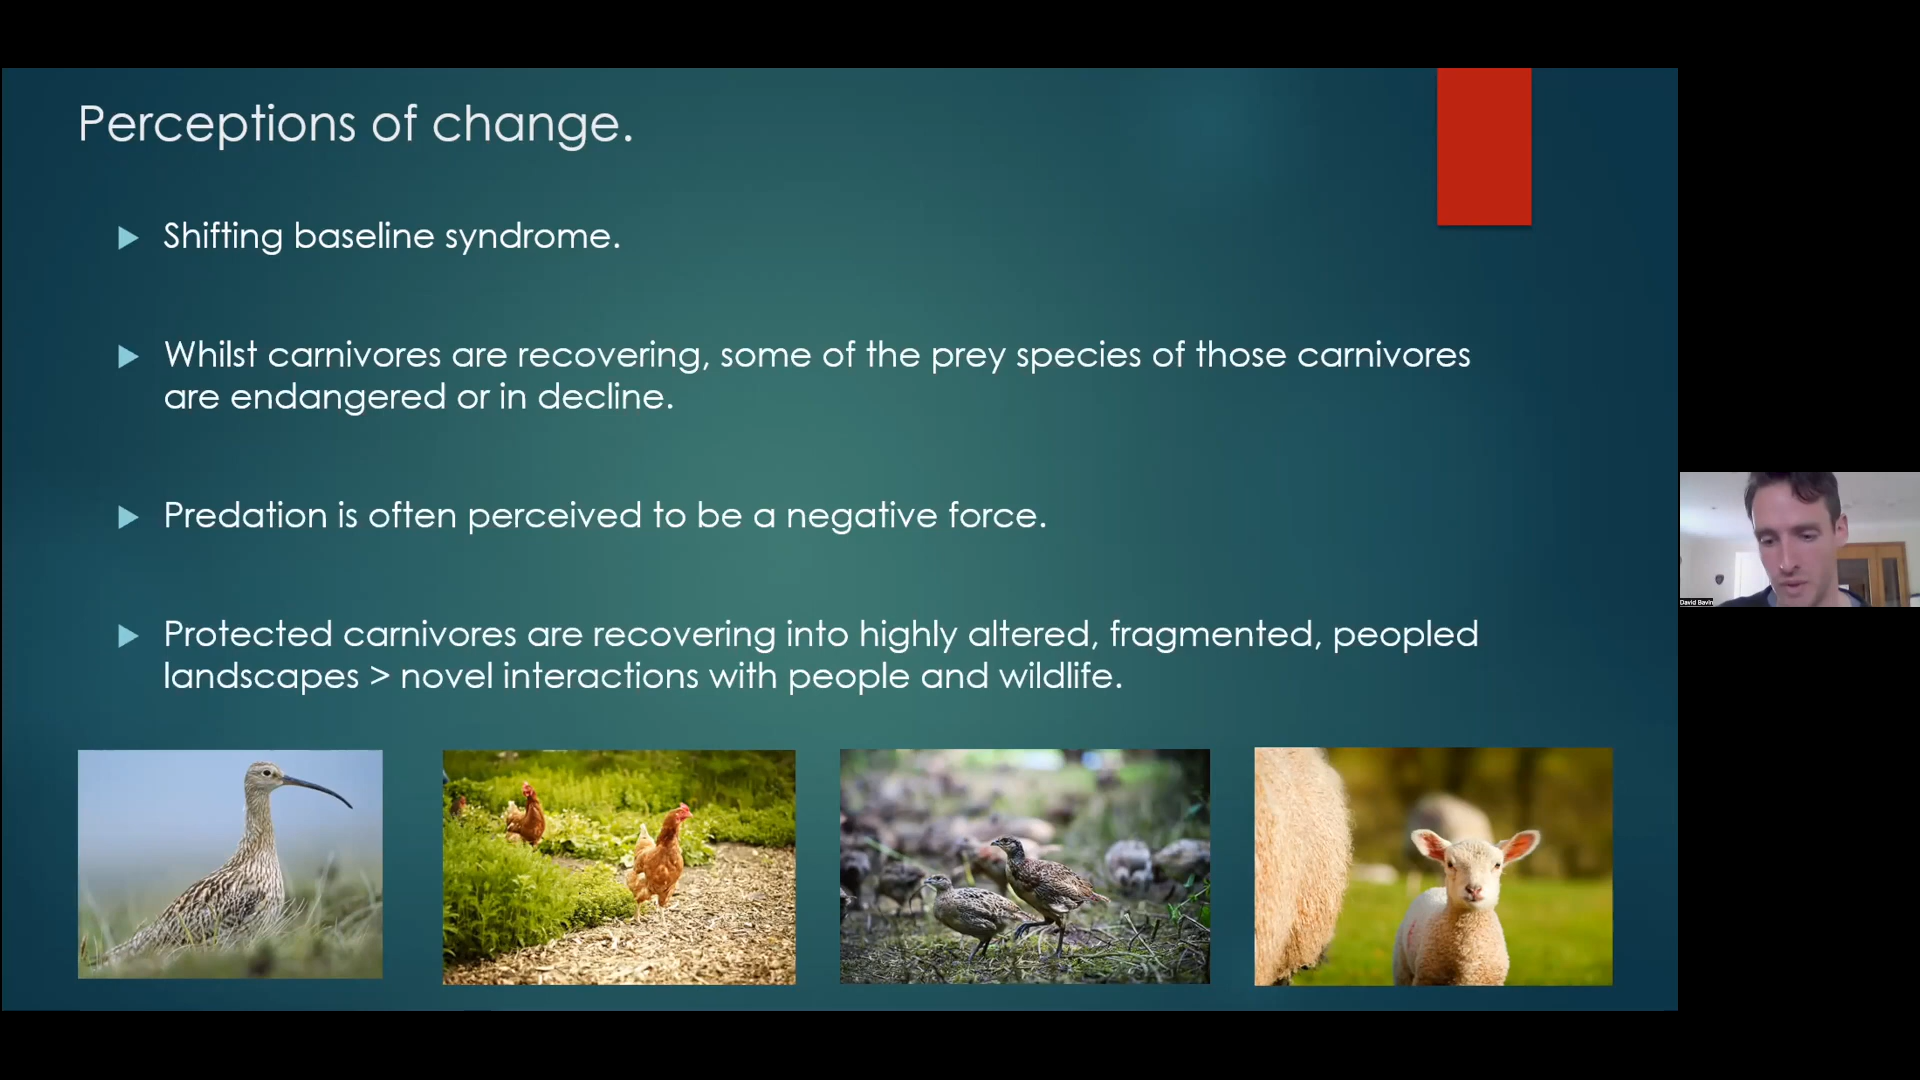 Perceptions of change.
Shifting baseline syndrome.
Whilst carnivores are recovering, some of the prey species of those carnivores
are endangered or in decline.
Predation is often perceived to be a negative force.
Protected carnivores are recovering into highly altered, fragmented, peopled
landscapes > novel interactions with people and wildlife.
David Bavin